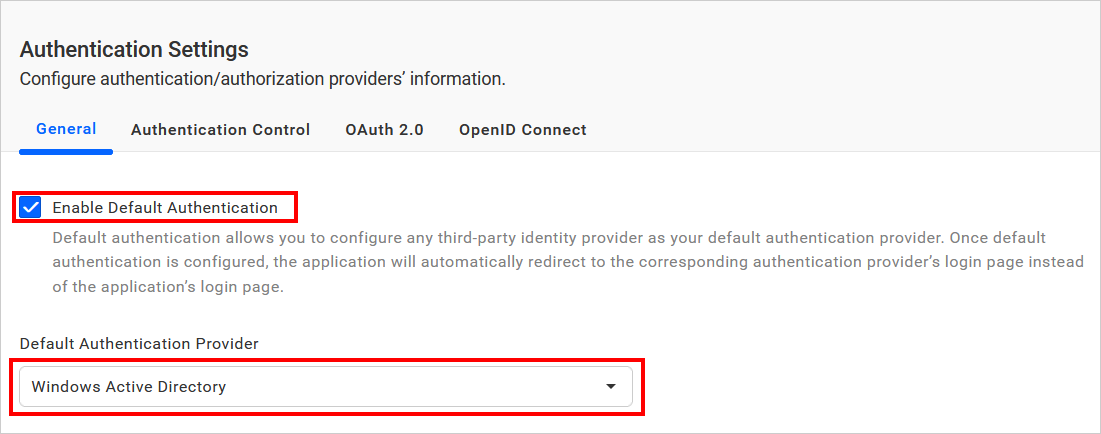 Authentication Settings
Configure authentication/authorization providers’ information.
General
Authentication Control
OAuth 2.0
OpenID Connect
Enable Default Authentication
Default authentication allows you to configure any third-party identity provider as your default authentication provider. Once default
authentication is configured, the application will automatically redirect to the corresponding authentication provider’s login page instead
of the application’s login page.
Default Authentication Provider
Windows Active Directory